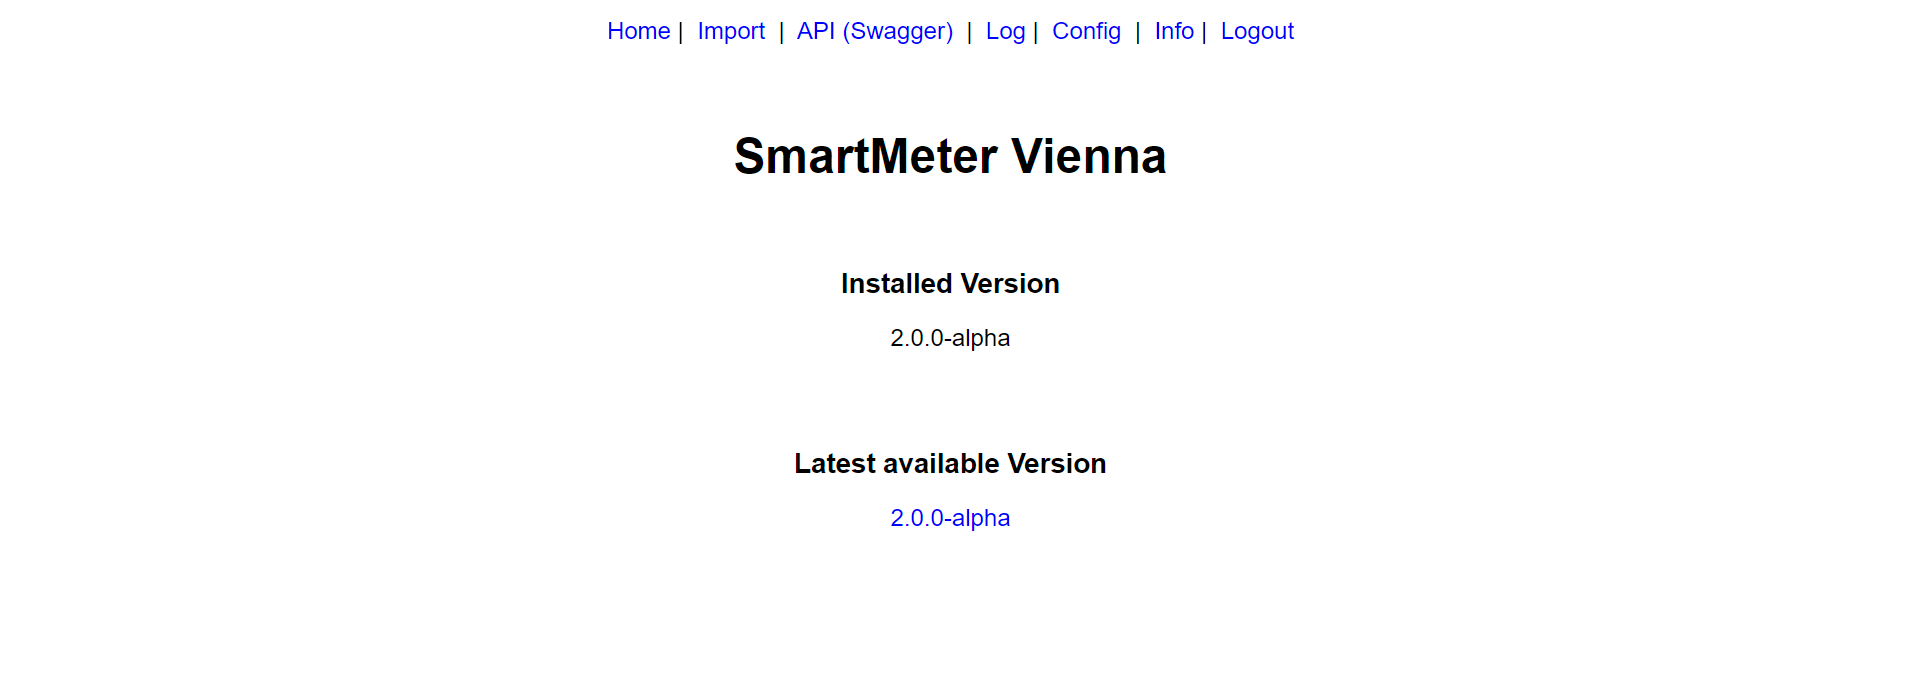 Home | Import | API (Swagger) | Log | Config | Info | Logout
SmartMeter Vienna
Installed Version
2.0.0-alpha
Latest available Version
2.0.0-alpha